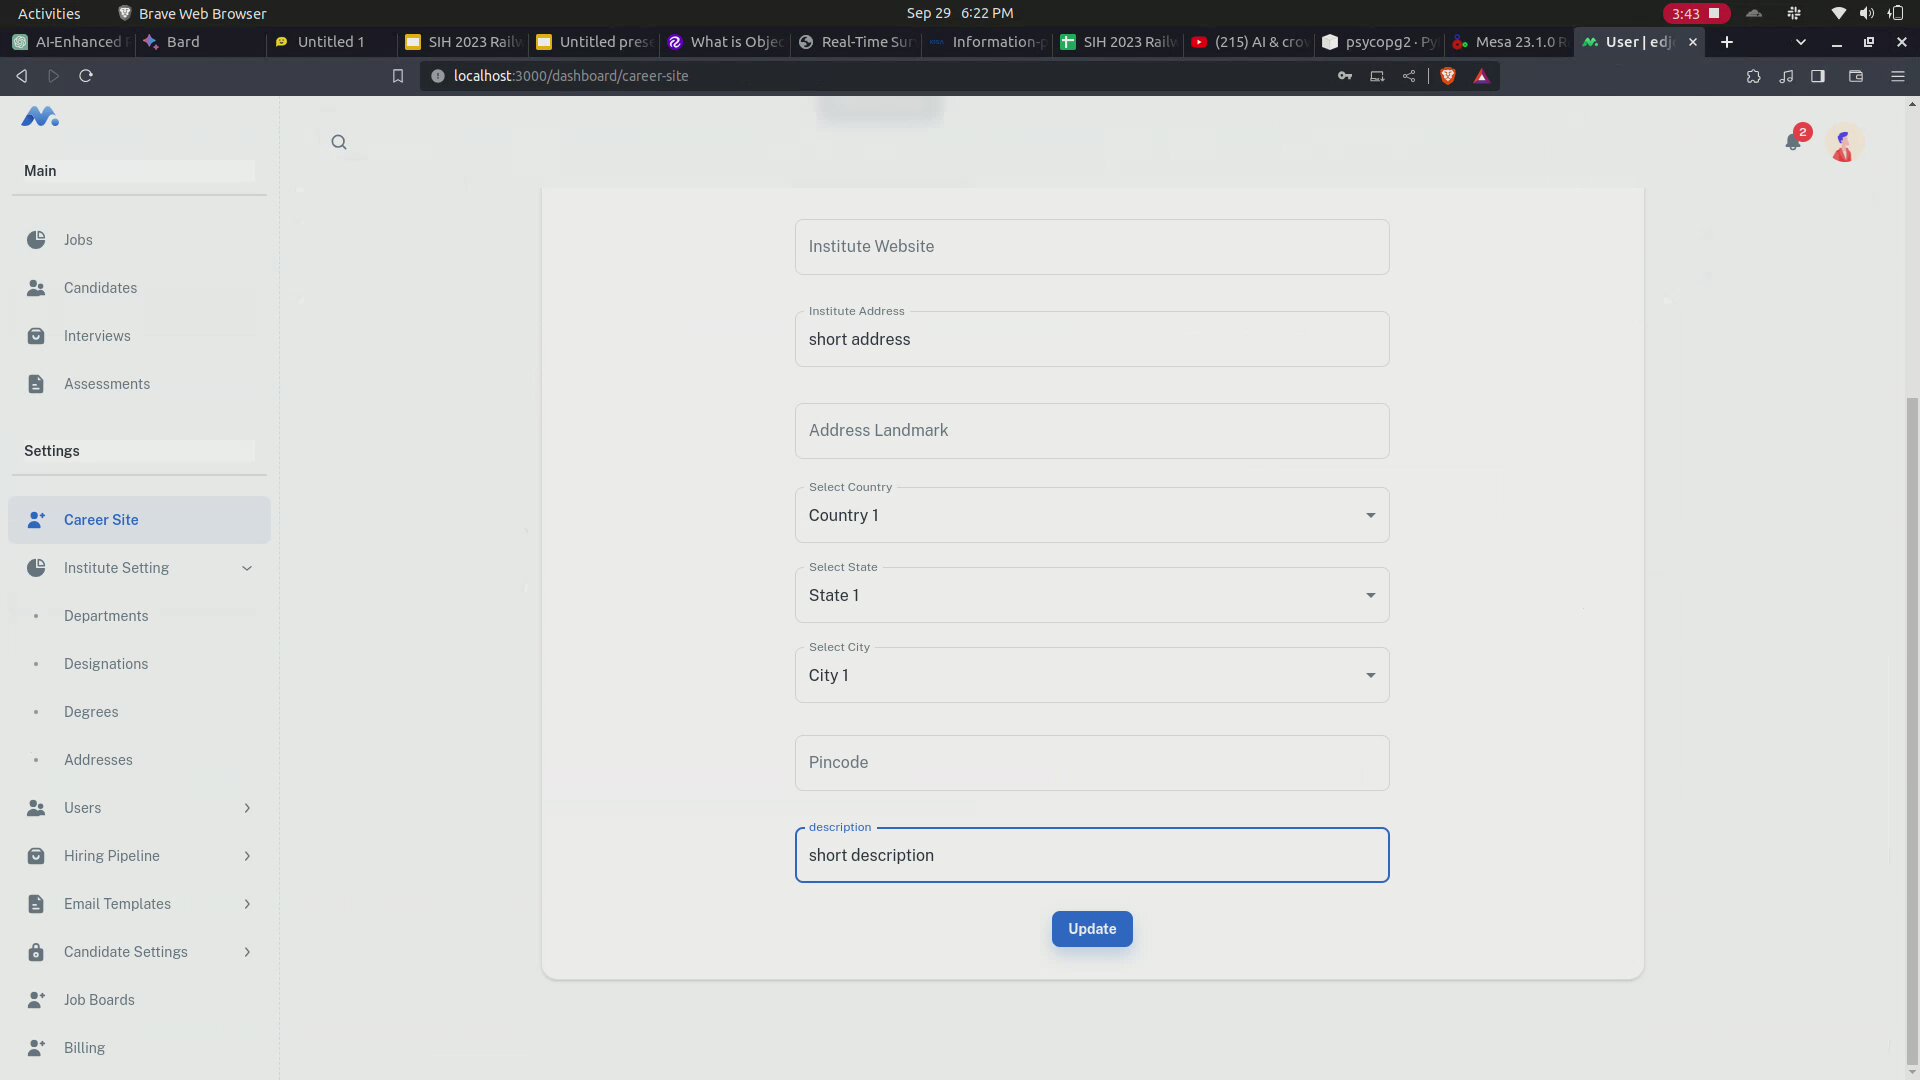 Activities
Brave Web Browser
Sep 29 6:22 PM
3:43
AI-Enhanced
Bard
Untitled 1
SIH 2023 Railw
Untitled prese
What is Objec
Real-Time Sur
Information-p
SIH 2023 Railw
(215) AI & crow
psycopg2 · Py
Mesa 23.1.0 R
User | edjo
localhost:3000/dashboard/career-site
2
Main
Jobs
Candidates
Interviews
Assessments
Settings
Career Site
Institute Setting
Departments
Designations
Degrees
Addresses
Users
Hiring Pipeline
Email Templates
Candidate Settings
Job Boards
Billing
Institute Website
Institute Address
short address
Address Landmark
Select Country
Country 1
Select State
State 1
Select City
City 1
Pincode
description
short description
Update